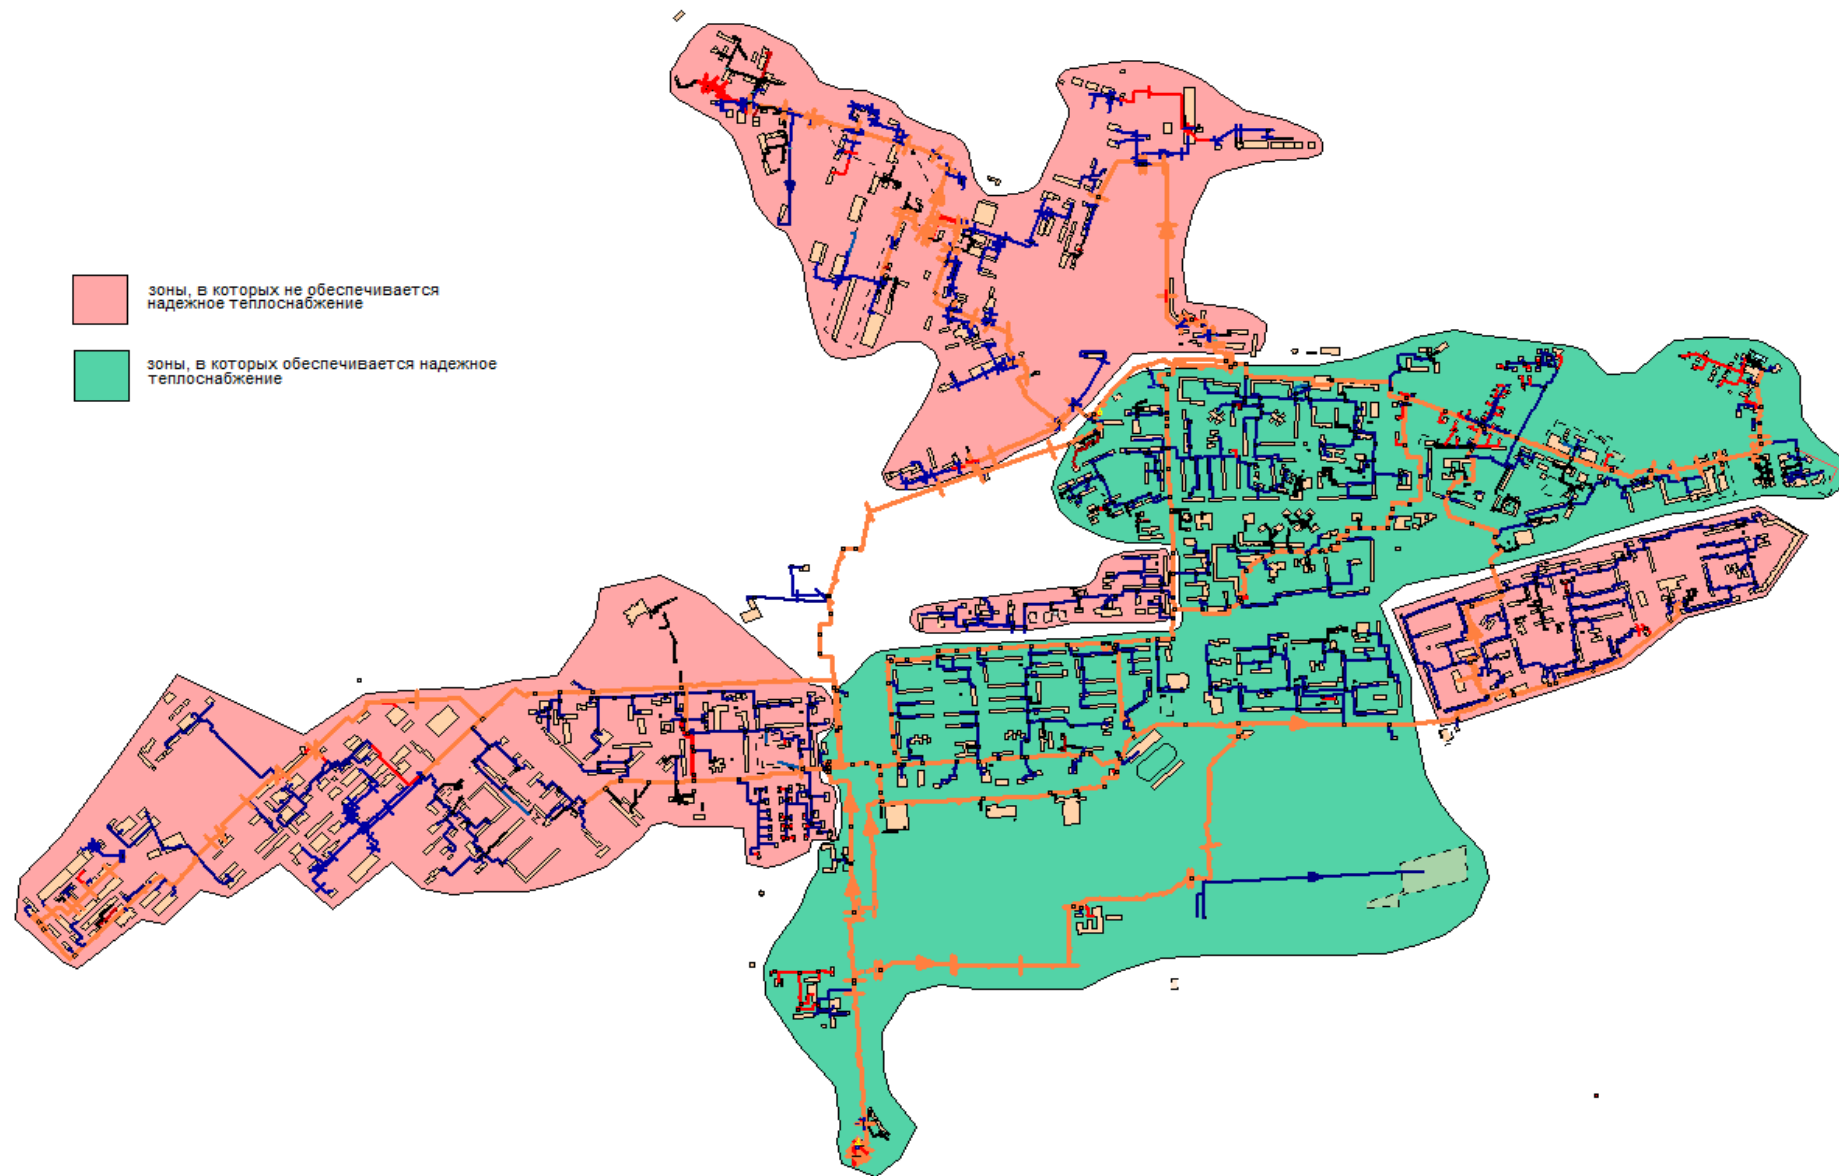 зоны, в которых не обеспечивается
надежное теплоснабжение
зоны, в которых обеспечивается надежное
теплоснабжение